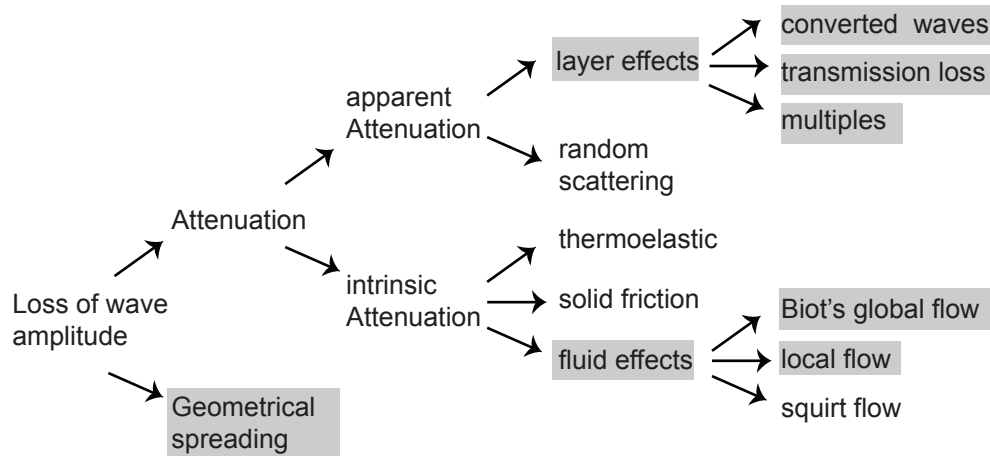 converted waves
layer effects
transmission loss
apparent
Attenuation
multiples
random
scattering
Attenuation
thermoelastic
intrinsic
Attenuation
solid friction
Loss of wave
amplitude
Biot's global flow
fluid effects
local flow
Geometrical
spreading
squirt flow